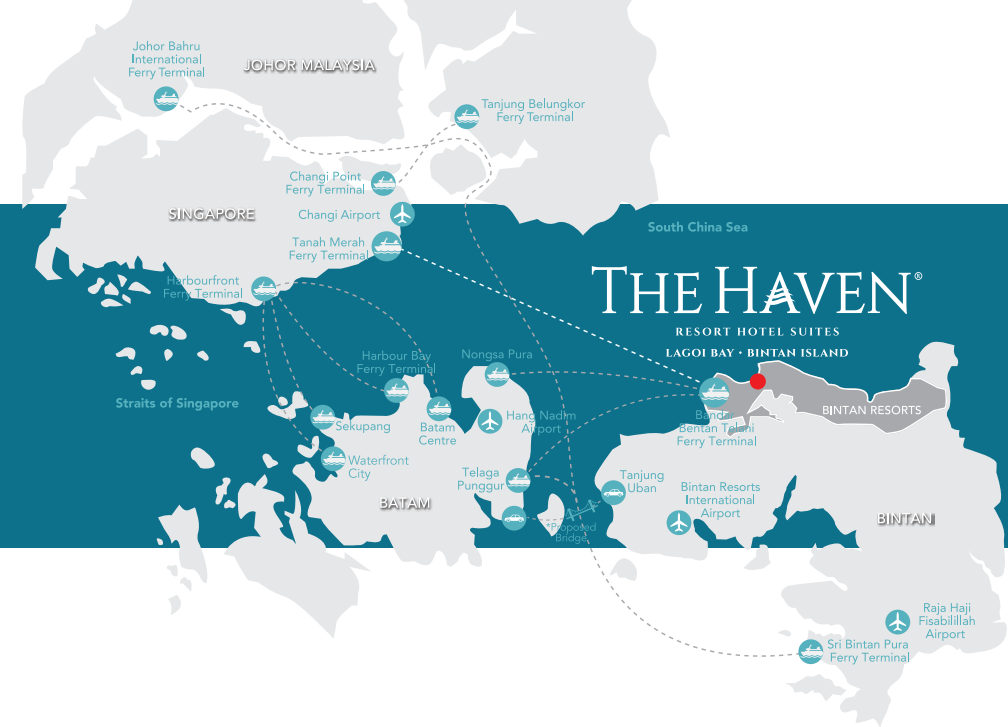 Johor Bahru
International
Ferry Terminal
JOHOR MALAYSIA
Tanjung Belungkor
Ferry Terminal
Changi Point
Ferry Terminal
SINGAPORE
Changi Airport
South China Sea
Tanah Merah
Ferry Terminal
THE HAVEN®
Harbourfront
Ferry Terminal
RESORT HOTEL SUITES
LAGOI BAY • BINTAN ISLAND
Harbour Bay
Ferry Terminal
Nongsa Pura
Straits of Singapore
BINTAN RESORTS
Sekupang
Batam
Centre
Hang Nadim
Airport
Bandar
Bentan Telani
Ferry Terminal
Waterfront
City
Telaga
Punggur
Tanjung
Uban
Bintan Resorts
International
Airport
BATAM
*Proposed
Bridge
BINTAN
Raja Haji
Fisabilillah
Airport
Sri Bintan Pura
Ferry Terminal